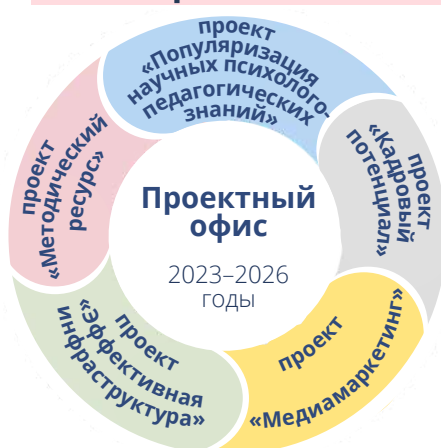 проект
«Популяризация
научных психолого-
педагогических
знаний»
проект
«Кадровый
потенциал»
проект
«Медиамаркетинг»
проект
«Эффективная
инфраструктура»
проект
«Методический
ресурс»
Проектный
офис
2023–2026
годы